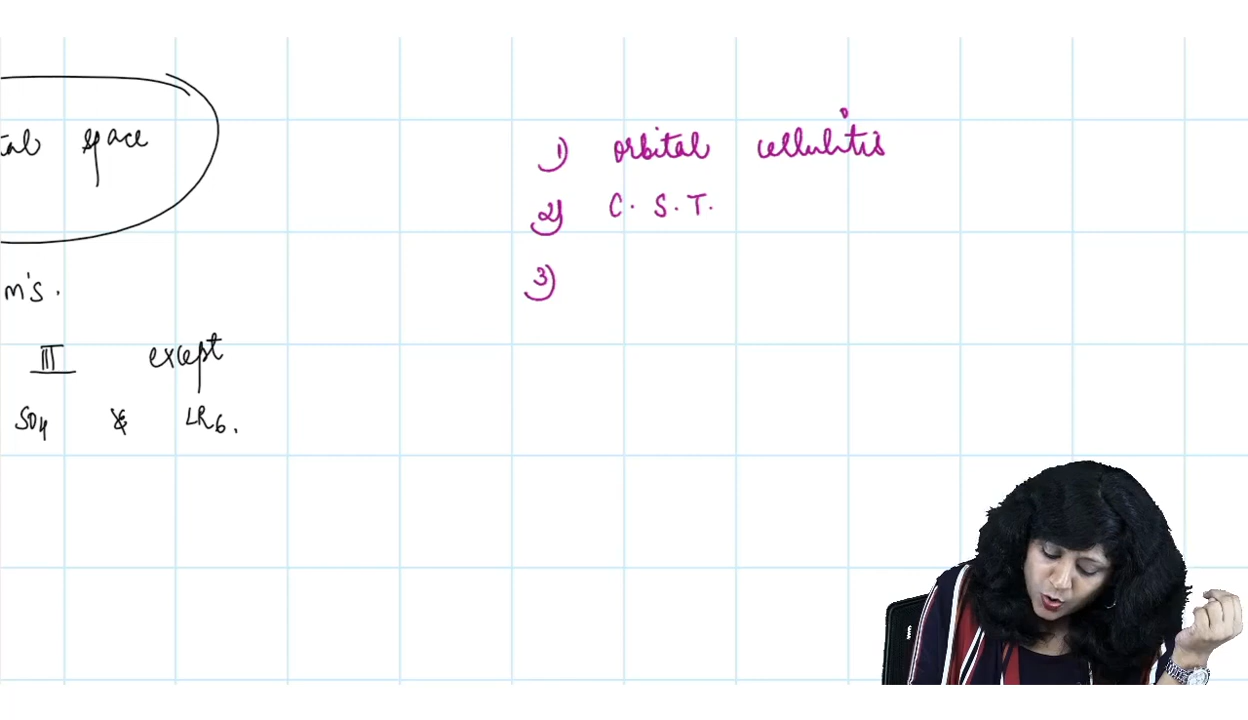 tal space
m's.
III except
SO4 & LR6.
1) orbital cellulitis
2) C. S. T.
3)